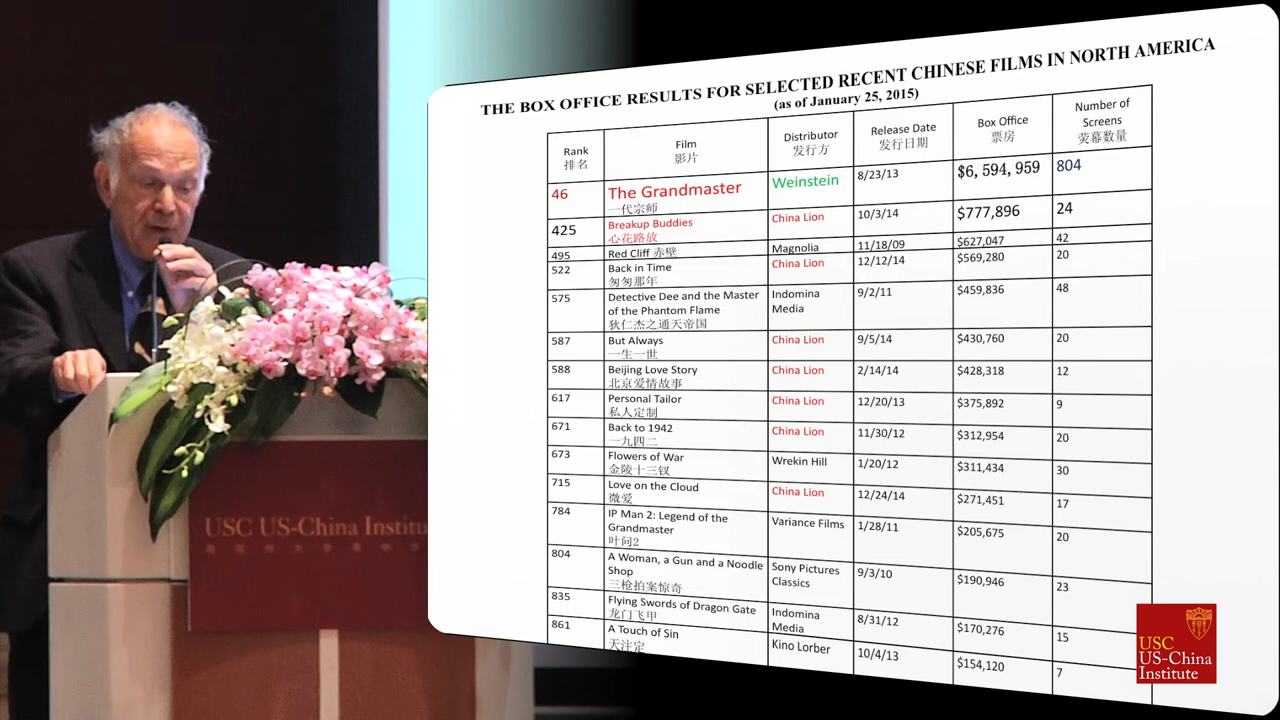 THE BOX OFFICE RESULTS FOR SELECTED RECENT CHINESE FILMS IN NORTH AMERICA
(as of January 25, 2015)
Rank 排名 Film 影片 Distributor 发行方 Release Date 发行日期 Box Office 票房 Number of Screens 荧幕数量
46 The Grandmaster 一代宗师 Weinstein 8/23/13 $6, 594, 959 804
425 Breakup Buddies 心花路放 China Lion 10/3/14 $777,896 24
495 Red Cliff 赤壁 Magnolia 11/18/09 $627,047 42
522 Back in Time 匆匆那年 China Lion 12/12/14 $569,280 20
575 Detective Dee and the Master of the Phantom Flame 狄仁杰之通天帝国 Indomina Media 9/2/11 $459,836 48
587 But Always 一生一世 China Lion 9/5/14 $430,760 20
588 Beijing Love Story 北京爱情故事 China Lion 2/14/14 $428,318 12
617 Personal Tailor 私人定制 China Lion 12/20/13 $375,892 9
671 Back to 1942 一九四二 China Lion 11/30/12 $312,954 20
673 Flowers of War 金陵十三钗 Wrekin Hill 1/20/12 $311,434 30
715 Love on the Cloud 微爱 China Lion 12/24/14 $271,451 17
784 IP Man 2: Legend of the Grandmaster 叶问2 Variance Films 1/28/11 $205,675 20
804 A Woman, a Gun and a Noodle Shop 三枪拍案惊奇 Sony Pictures Classics 9/3/10 $190,946 23
835 Flying Swords of Dragon Gate 龙门飞甲 Indomina Media 8/31/12 $170,276 15
861 A Touch of Sin 天注定 Kino Lorber 10/4/13 $154,120 7
USC US-China Institu
USC
US-China
Institute